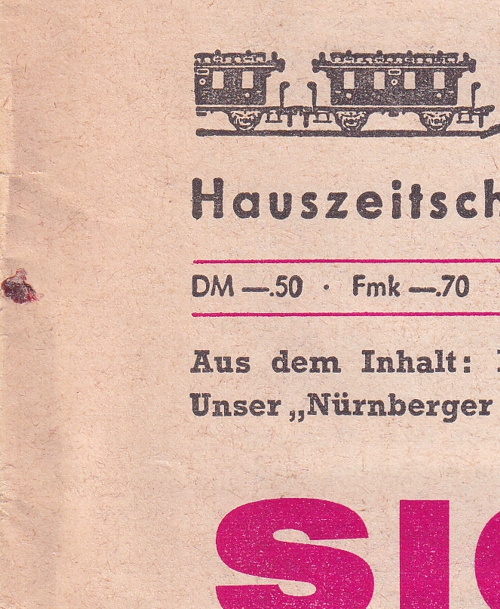 Hauszeitsch
DM —.50 · Fmk —.70
Aus dem Inhalt:
Unser „Nürnberger
SI